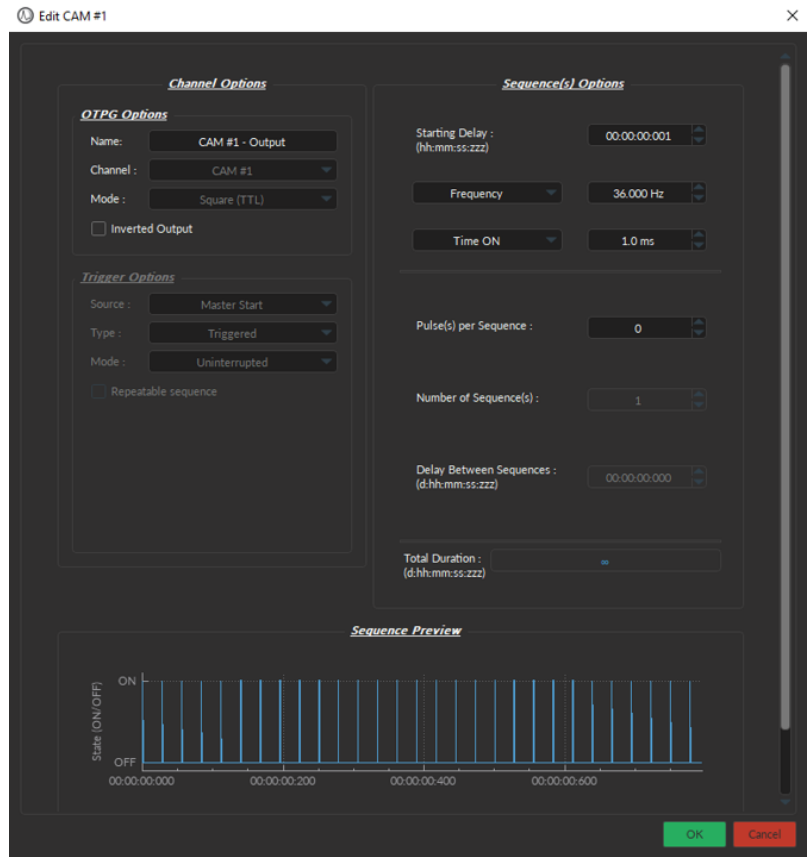 Edit CAM #1
Channel Options
OTPG Options
Name: CAM #1 - Output
Channel : CAM #1
Mode : Square (TTL)
Inverted Output
Trigger Options
Source : Master Start
Type : Triggered
Mode : Uninterrupted
Repeatable sequence
Sequence(s) Options
Starting Delay :
(hh:mm:ss:zzz)
00:00:00:001
Frequency 36.000 Hz
Time ON 1.0 ms
Pulse(s) per Sequence : 0
Number of Sequence(s) : 1
Delay Between Sequences :
(d:hh:mm:ss:zzz)
00:00:00:000
Total Duration :
(d:hh:mm:ss:zzz)
∞
Sequence Preview
State (ON/OFF)
ON
OFF
00:00:00:000 00:00:00:200 00:00:00:400 00:00:00:600
OK Cancel